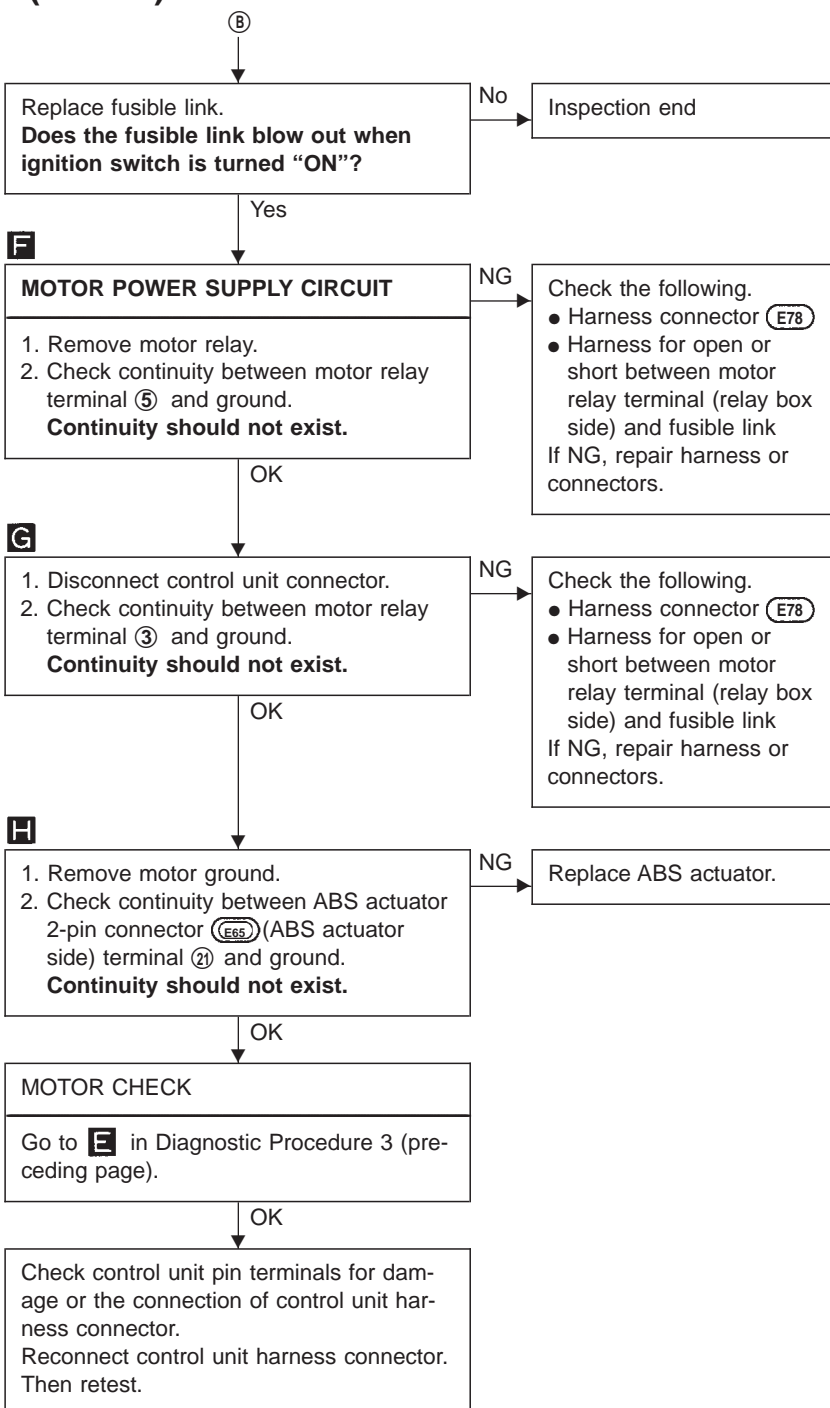 B
Replace fusible link.
Does the fusible link blow out when
ignition switch is turned “ON”?
No
Inspection end
Yes
F
MOTOR POWER SUPPLY CIRCUIT
1. Remove motor relay.
2. Check continuity between motor relay
terminal ⑤ and ground.
Continuity should not exist.
NG
Check the following.
● Harness connector E78
● Harness for open or
short between motor
relay terminal (relay box
side) and fusible link
If NG, repair harness or
connectors.
OK
G
1. Disconnect control unit connector.
2. Check continuity between motor relay
terminal ③ and ground.
Continuity should not exist.
NG
Check the following.
● Harness connector E78
● Harness for open or
short between motor
relay terminal (relay box
side) and fusible link
If NG, repair harness or
connectors.
OK
H
1. Remove motor ground.
2. Check continuity between ABS actuator
2-pin connector E65 (ABS actuator
side) terminal ㉑ and ground.
Continuity should not exist.
NG
Replace ABS actuator.
OK
MOTOR CHECK
Go to E in Diagnostic Procedure 3 (pre-
ceding page).
OK
Check control unit pin terminals for dam-
age or the connection of control unit har-
ness connector.
Reconnect control unit harness connector.
Then retest.